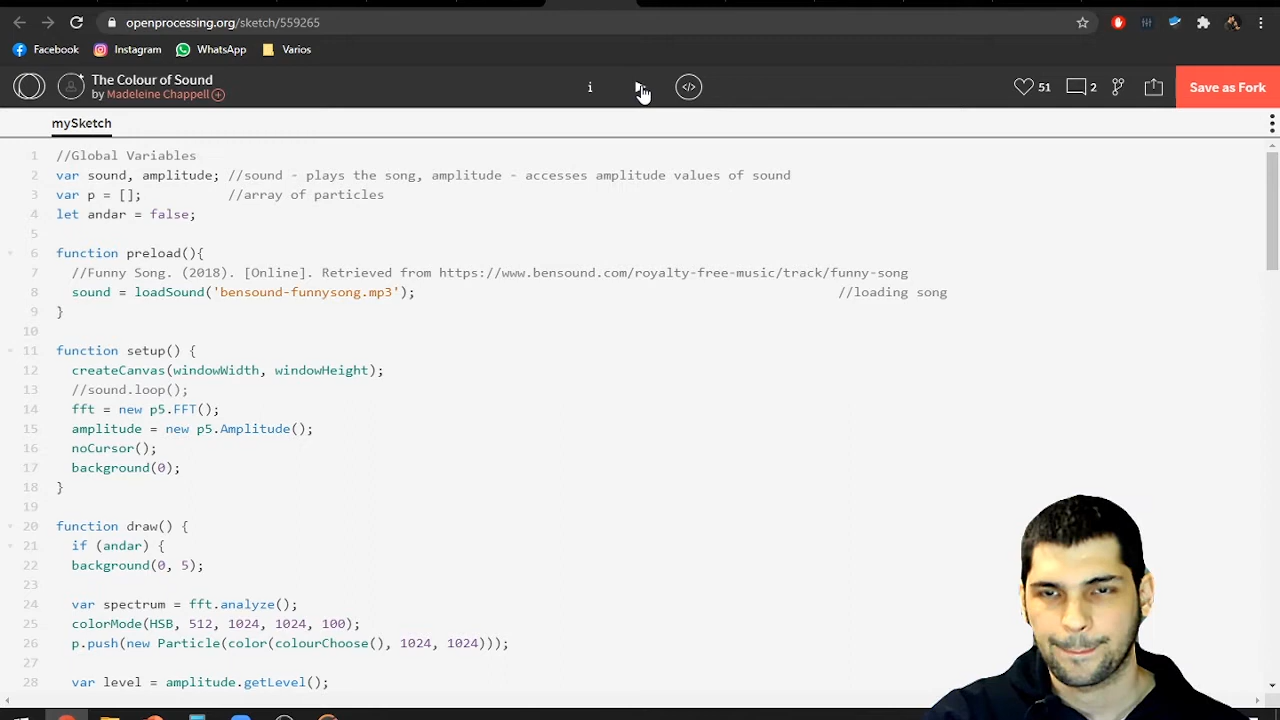 openprocessing.org/sketch/559265
Facebook Instagram WhatsApp Varios
The Colour of Sound
by Madeleine Chappell
i </> 51 2 Save as Fork
mySketch
1 //Global Variables
2 var sound, amplitude; //sound - plays the song, amplitude - accesses amplitude values of sound
3 var p = []; //array of particles
4 let andar = false;
5
6 function preload(){
7 //Funny Song. (2018). [Online]. Retrieved from https://www.bensound.com/royalty-free-music/track/funny-song
8 sound = loadSound('bensound-funnysong.mp3'); //loading song
9 }
10
11 function setup() {
12 createCanvas(windowWidth, windowHeight);
13 //sound.loop();
14 fft = new p5.FFT();
15 amplitude = new p5.Amplitude();
16 noCursor();
17 background(0);
18 }
19
20 function draw() {
21 if (andar) {
22 background(0, 5);
23
24 var spectrum = fft.analyze();
25 colorMode(HSB, 512, 1024, 1024, 100);
26 p.push(new Particle(color(colourChoose(), 1024, 1024)));
27
28 var level = amplitude.getLevel();